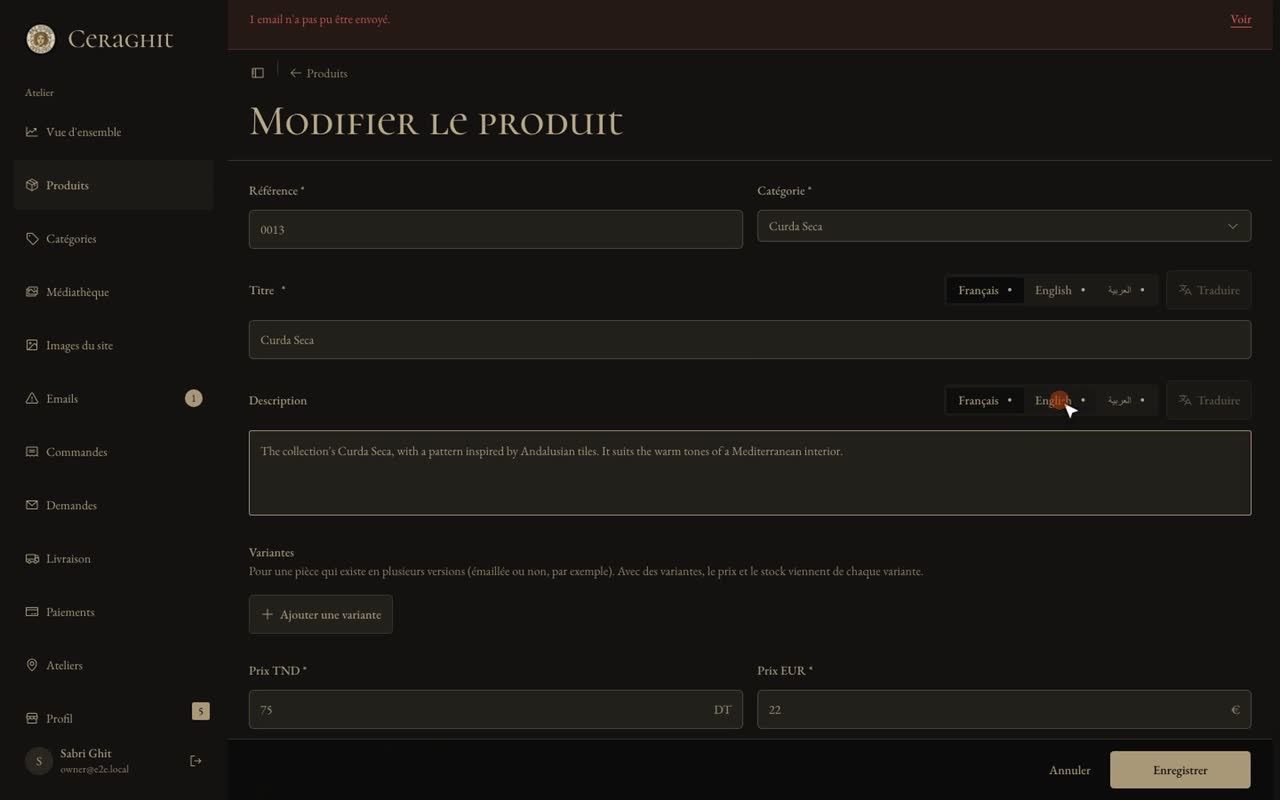 1 email n'a pas pu être envoyé.
Voir
Ceraghit
Produits
Atelier
Modifier le produit
Vue d'ensemble
Produits
Catégories
Médiathèque
Images du site
Emails
1
Commandes
Demandes
Livraison
Paiements
Ateliers
Profil
5
S
Sabri Ghit
owner@e2e.local
Référence *
Catégorie *
0013
Curda Seca
Titre *
Français •
English •
العربية •
Traduire
Curda Seca
Description
Français •
English •
العربية •
Traduire
The collection's Curda Seca, with a pattern inspired by Andalusian tiles. It suits the warm tones of a Mediterranean interior.
Variantes
Pour une pièce qui existe en plusieurs versions (émaillée ou non, par exemple). Avec des variantes, le prix et le stock viennent de chaque variante.
Ajouter une variante
Prix TND *
Prix EUR *
75
DT
22
€
Annuler
Enregistrer